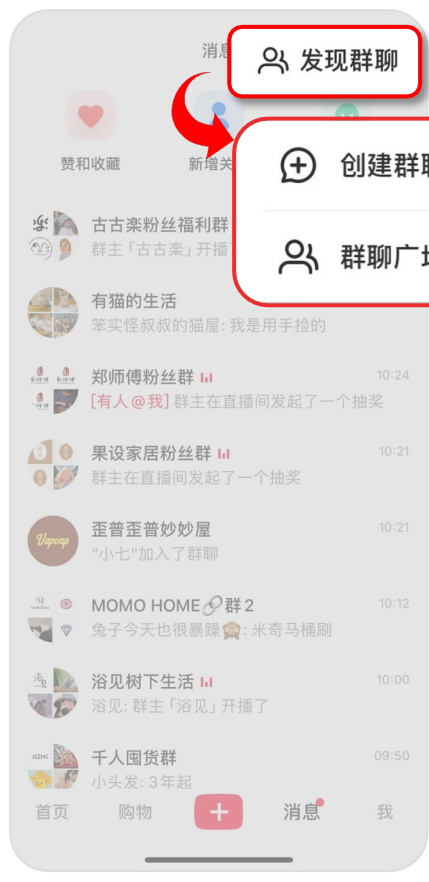 消息
发现群聊
赞和收藏
新增关
创建群聊
群聊广场
古古楽粉丝福利群
群主「古古楽」开播
有猫的生活
笨实怪叔叔的猫屋: 我是用手捡的
郑师傅粉丝群
10:24
[有人@我] 群主在直播间发起了一个抽奖
果设家居粉丝群
10:21
群主在直播间发起了一个抽奖
Vapvap
歪普歪普妙妙屋
10:21
"小七"加入了群聊
MOMO HOME🔗群2
10:12
兔子今天也很暴躁🙈: 米奇马桶刷
浴见树下生活
10:00
浴见: 群主「浴见」开播了
千人囤货群
09:50
小头发: 3年起
首页
购物
消息
我